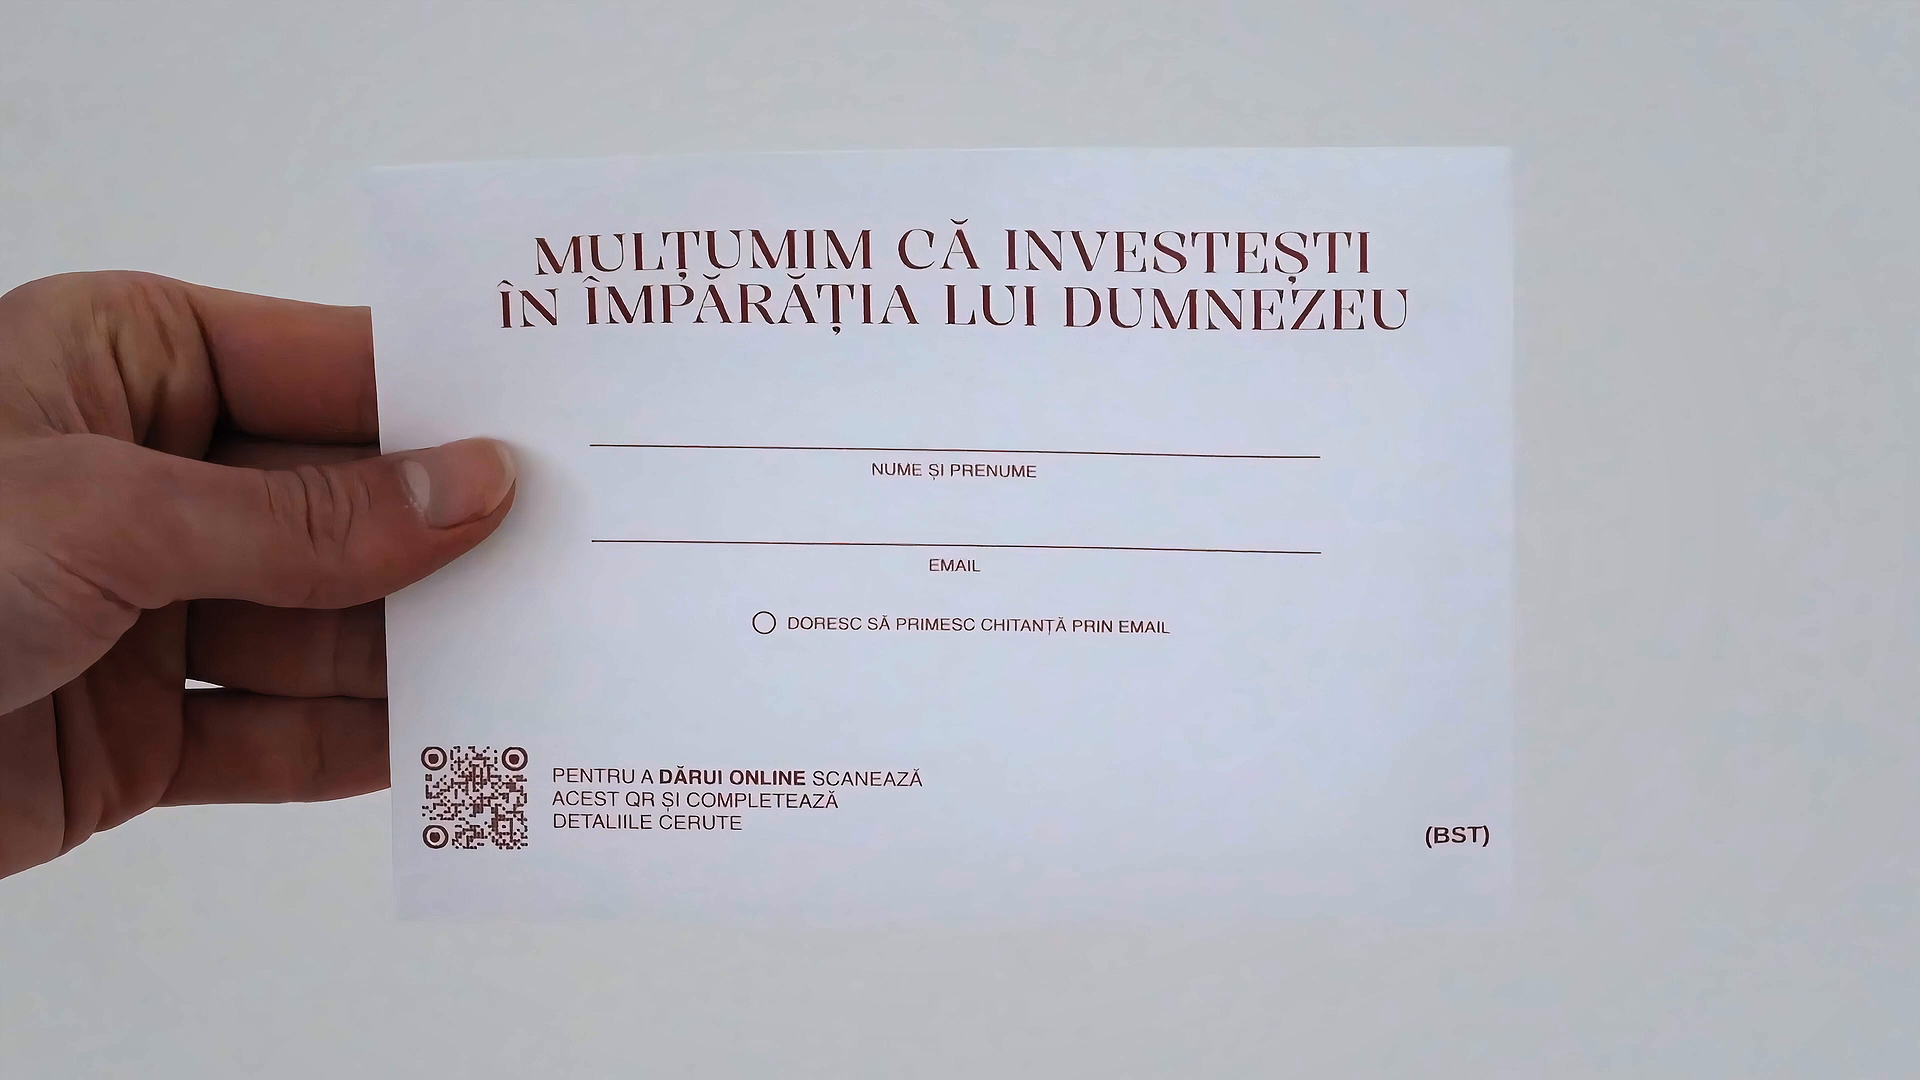 MULȚUMIM CĂ INVESTEȘTI
ÎN ÎMPĂRĂȚIA LUI DUMNEZEU
NUME ȘI PRENUME
EMAIL
DORESC SĂ PRIMESC CHITANȚĂ PRIN EMAIL
PENTRU A DĂRUI ONLINE SCANEAZĂ
ACEST QR ȘI COMPLETEAZĂ
DETALIILE CERUTE
(BST)